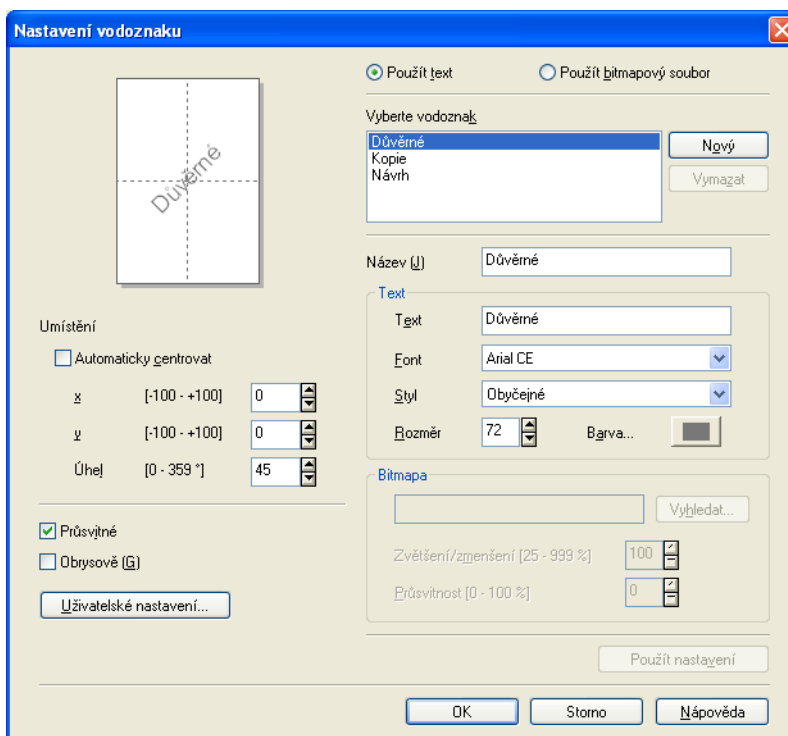 Nastavení vodoznaku
Důvěrné
Použít text
Použít bitmapový soubor
Vyberte vodoznak
Důvěrné
Kopie
Návrh
Nový
Vymazat
Název (J)
Důvěrné
Text
Text
Důvěrné
Font
Arial CE
Styl
Obyčejné
Rozměr
72
Barva...
Umístění
Automaticky centrovat
x [-100 - +100] 0
y [-100 - +100] 0
Úhel [0 - 359 °] 45
Průsvitné
Obrysově (G)
Uživatelské nastavení...
Bitmapa
Vyhledat...
Zvětšení/zmenšení [25 - 999 %] 100
Průsvitnost [0 - 100 %] 0
Použít nastavení
OK
Storno
Nápověda